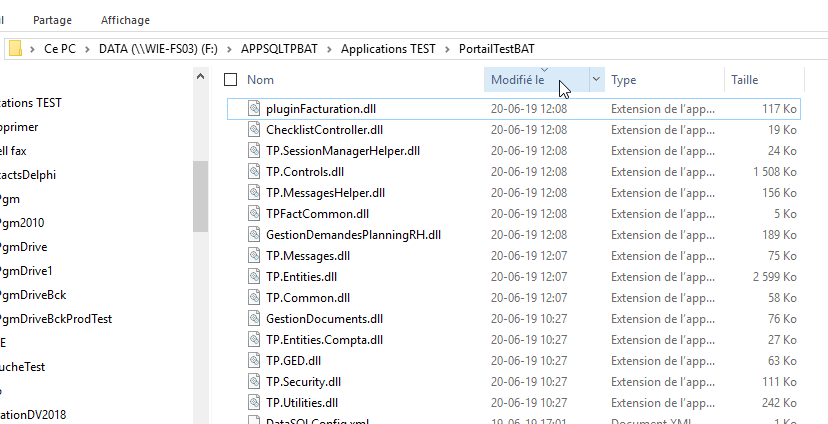 Partage Affichage
Ce PC > DATA (\\WIE-FS03) (F:) > APPSQLTPBAT > Applications TEST > PortailTestBAT
Nom Modifié le Type Taille
cations TEST
pprimer
ell fax
tactsDelphi
Pgm
Pgm2010
PgmDrive
PgmDrive1
PgmDriveBck
PgmDriveBckProdTest
E
ucheTest
ationDV2018
pluginFacturation.dll 20-06-19 12:08 Extension de l'app... 117 Ko
ChecklistController.dll 20-06-19 12:08 Extension de l'app... 19 Ko
TP.SessionManagerHelper.dll 20-06-19 12:08 Extension de l'app... 24 Ko
TP.Controls.dll 20-06-19 12:08 Extension de l'app... 1 508 Ko
TP.MessagesHelper.dll 20-06-19 12:08 Extension de l'app... 156 Ko
TPFactCommon.dll 20-06-19 12:08 Extension de l'app... 5 Ko
GestionDemandesPlanningRH.dll 20-06-19 12:08 Extension de l'app... 189 Ko
TP.Messages.dll 20-06-19 12:07 Extension de l'app... 75 Ko
TP.Entities.dll 20-06-19 12:07 Extension de l'app... 2 599 Ko
TP.Common.dll 20-06-19 12:07 Extension de l'app... 58 Ko
GestionDocuments.dll 20-06-19 10:27 Extension de l'app... 76 Ko
TP.Entities.Compta.dll 20-06-19 10:27 Extension de l'app... 34 Ko
TP.GED.dll 20-06-19 10:27 Extension de l'app... 63 Ko
TP.Security.dll 20-06-19 10:27 Extension de l'app... 111 Ko
TP.Utilities.dll 20-06-19 10:27 Extension de l'app... 242 Ko
DataSQLConfig.xml 19-06-19 17:01 Document XML 1 Ko